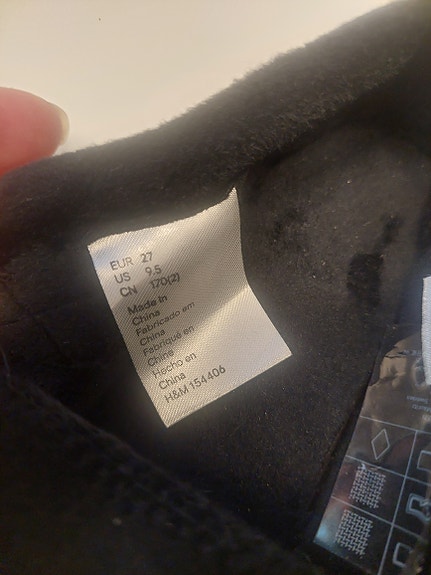 EUR 27
US 9.5
CN 170(2)
Made in
China
Fabricado em
China
Fabriqué en
Chine
Hecho en
China
H&M 154406